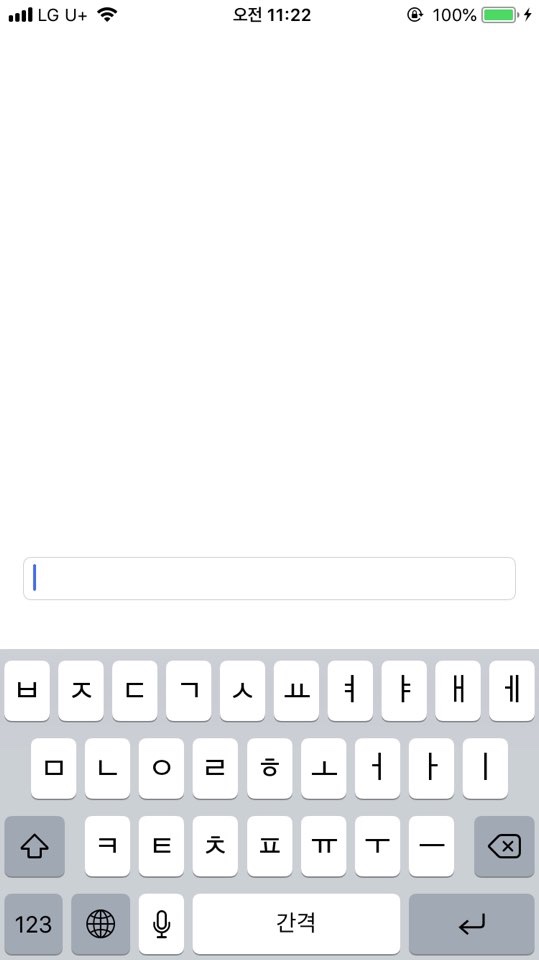 LG U+ 오전 11:22 100%
ㅂ ㅈ ㄷ ㄱ ㅅ ㅛ ㅕ ㅑ ㅐ ㅔ
ㅁ ㄴ ㅇ ㄹ ㅎ ㅗ ㅓ ㅏ ㅣ
ㅋ ㅌ ㅊ ㅍ ㅠ ㅜ ㅡ
123 간격